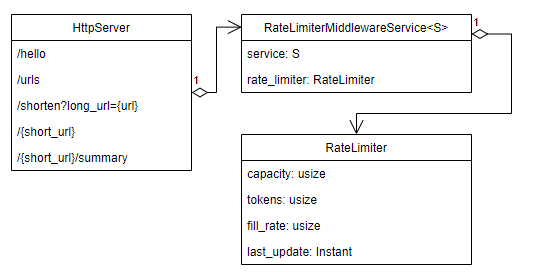 HttpServer
/hello
/urls
/shorten?long_url={url}
/{short_url}
/{short_url}/summary
1
RateLimiterMiddlewareService<S>
service: S
rate_limiter: RateLimiter
1
RateLimiter
capacity: usize
tokens: usize
fill_rate: usize
last_update: Instant